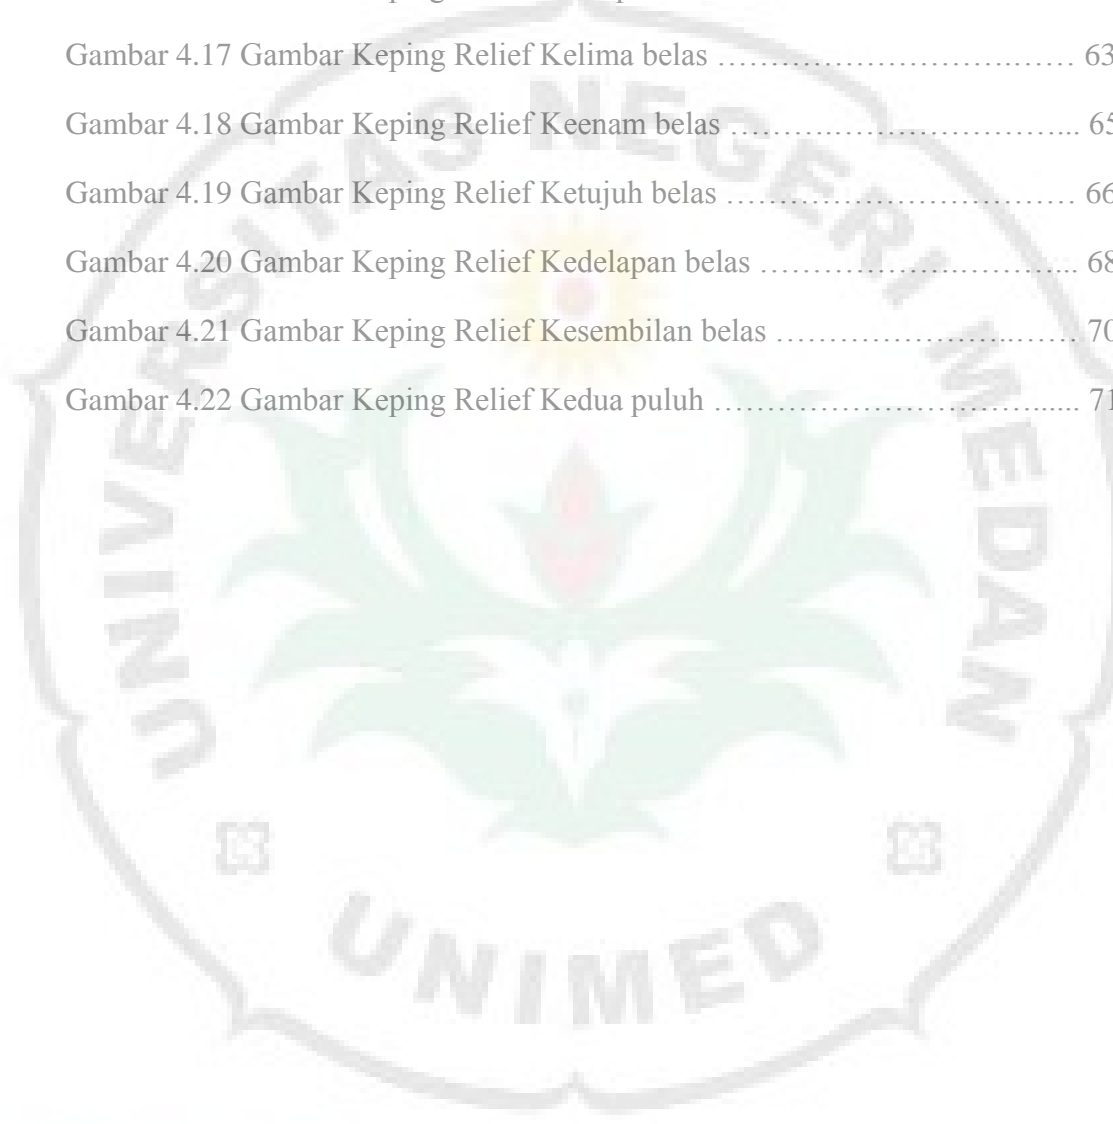 Gambar 4.17 Gambar Keping Relief Kelima belas ................................. 63
Gambar 4.18 Gambar Keping Relief Keenam belas ................................. 65
Gambar 4.19 Gambar Keping Relief Ketujuh belas ................................. 66
Gambar 4.20 Gambar Keping Relief Kedelapan belas .............................. 68
Gambar 4.21 Gambar Keping Relief Kesembilan belas ............................ 70
Gambar 4.22 Gambar Keping Relief Kedua puluh .................................. 71
UNIVERSITAS NEGERI MEDAN
UNIMED